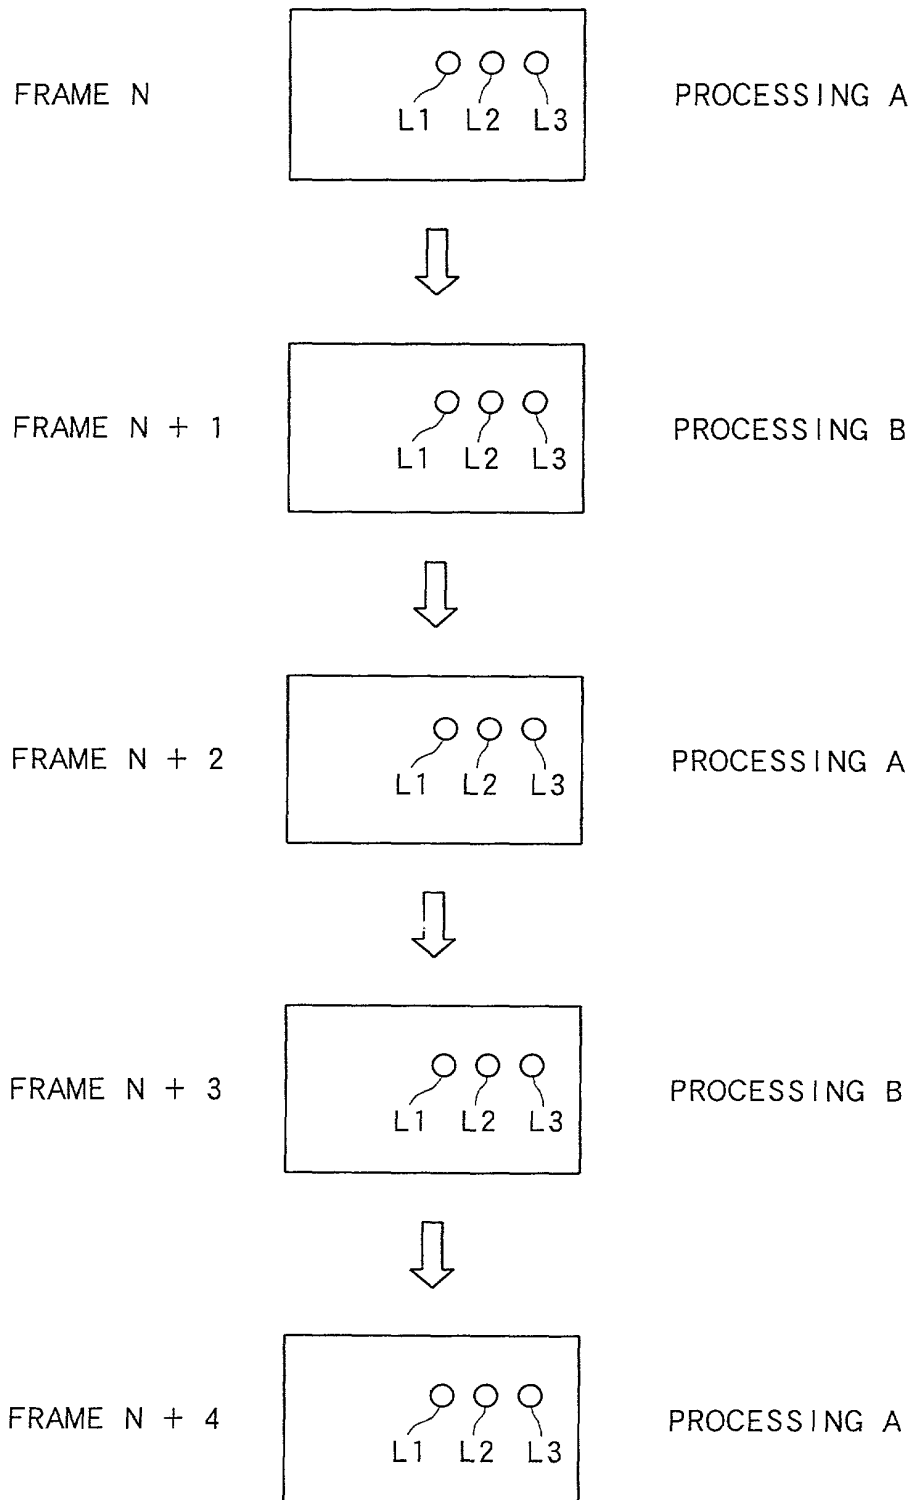 FRAME N
L1 L2 L3
PROCESSING A
FRAME N + 1
L1 L2 L3
PROCESSING B
FRAME N + 2
L1 L2 L3
PROCESSING A
FRAME N + 3
L1 L2 L3
PROCESSING B
FRAME N + 4
L1 L2 L3
PROCESSING A